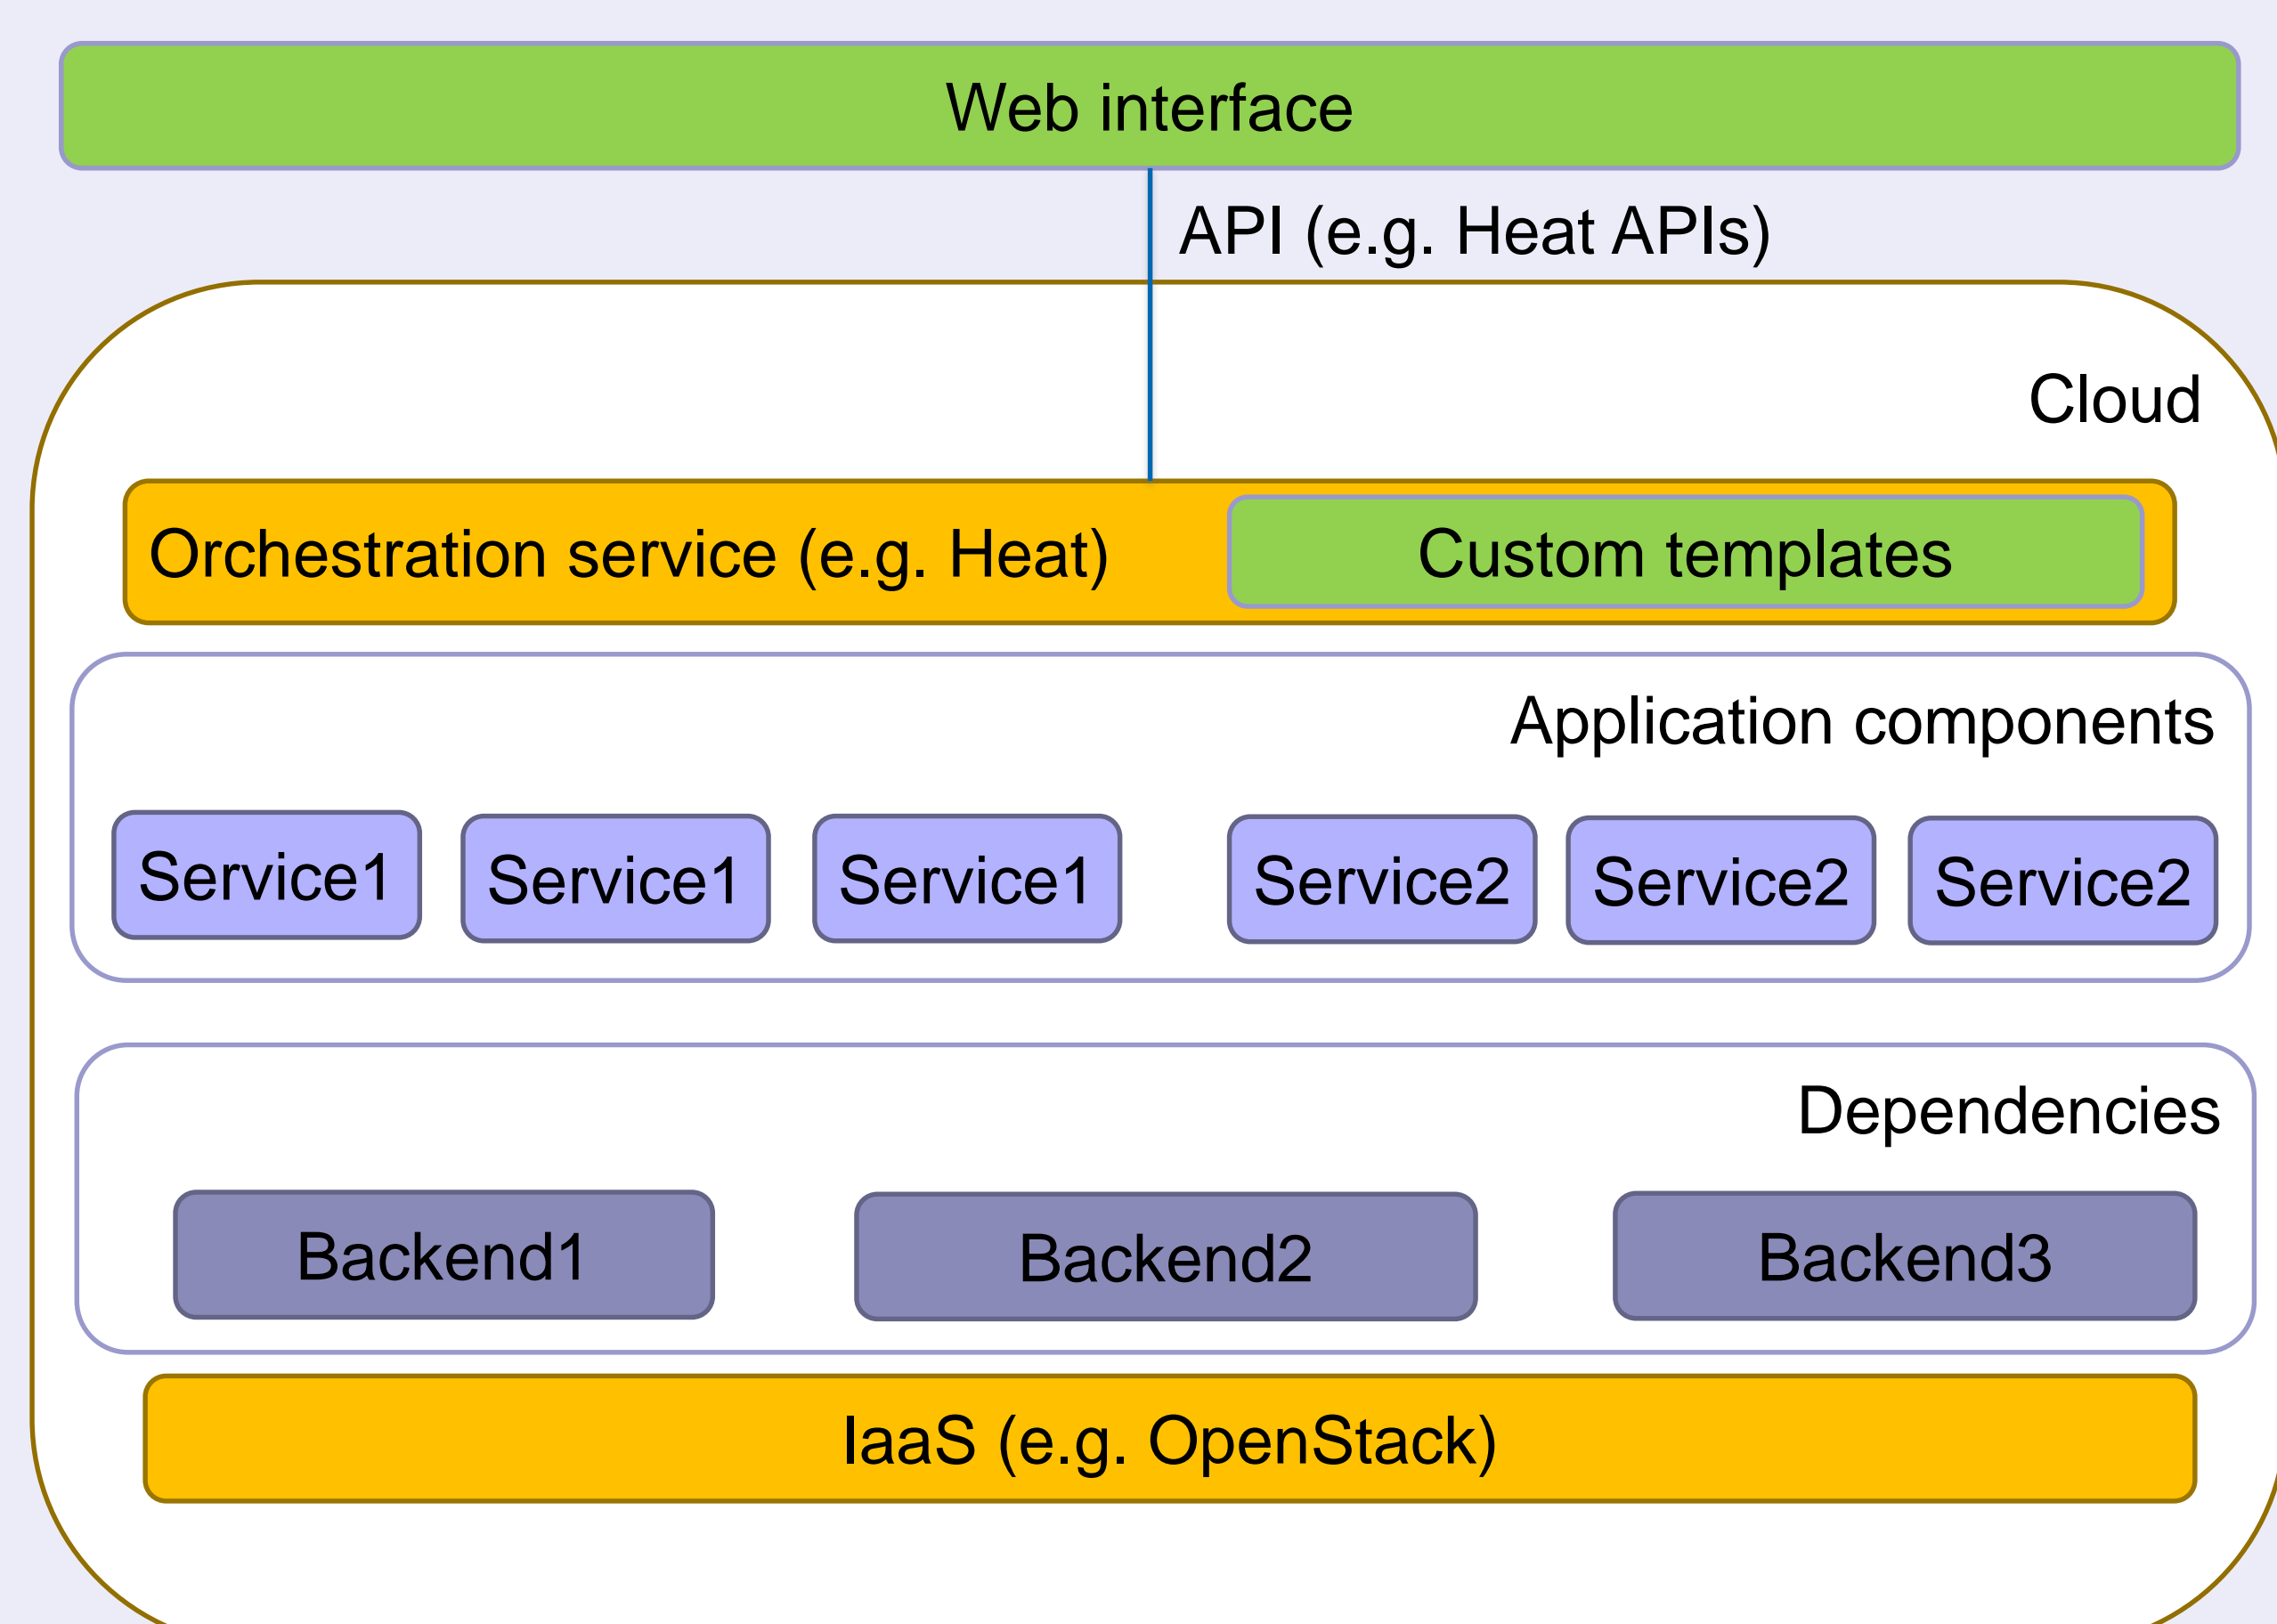 Web interface
API (e.g. Heat APIs)
Cloud
Orchestration service (e.g. Heat)
Custom templates
Application components
Service1
Service1
Service1
Service2
Service2
Service2
Dependencies
Backend1
Backend2
Backend3
IaaS (e.g. OpenStack)